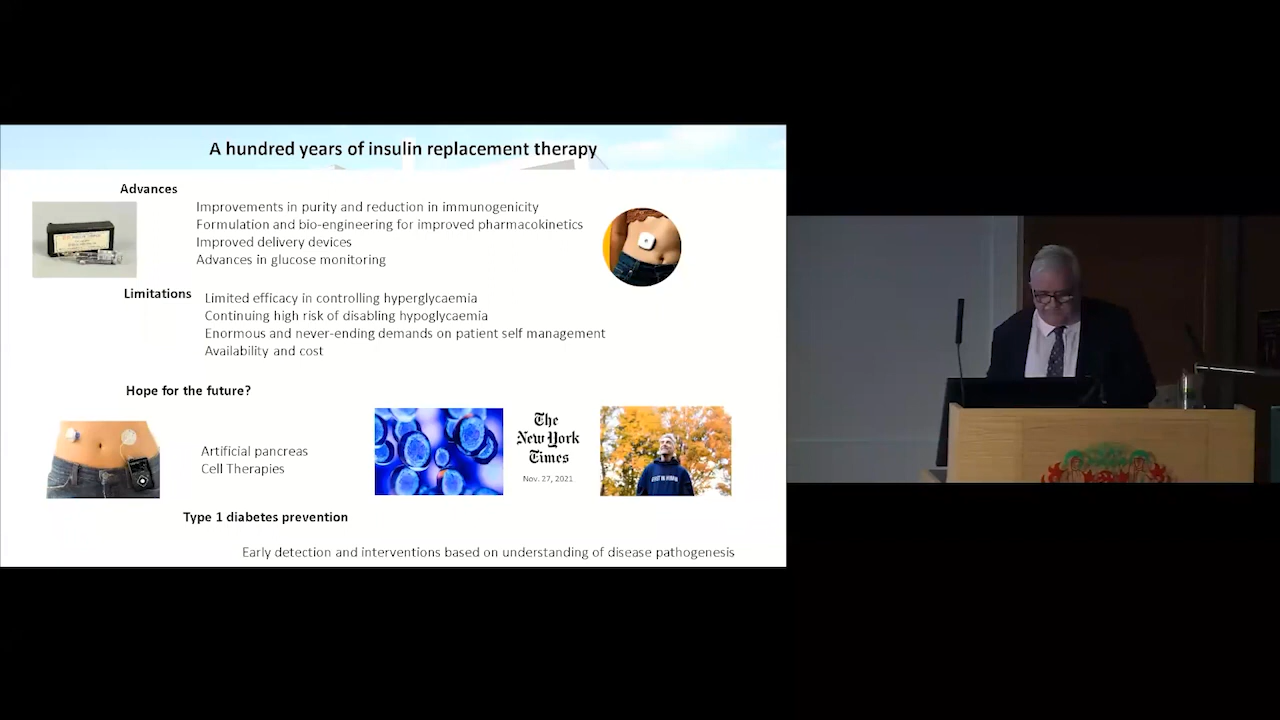 A hundred years of insulin replacement therapy
Advances
Improvements in purity and reduction in immunogenicity
Formulation and bio-engineering for improved pharmacokinetics
Improved delivery devices
Advances in glucose monitoring
Limitations
Limited efficacy in controlling hyperglycaemia
Continuing high risk of disabling hypoglycaemia
Enormous and never-ending demands on patient self management
Availability and cost
Hope for the future?
Artificial pancreas
Cell Therapies
The
New York
Times
Nov. 27, 2021
Type 1 diabetes prevention
Early detection and interventions based on understanding of disease pathogenesis